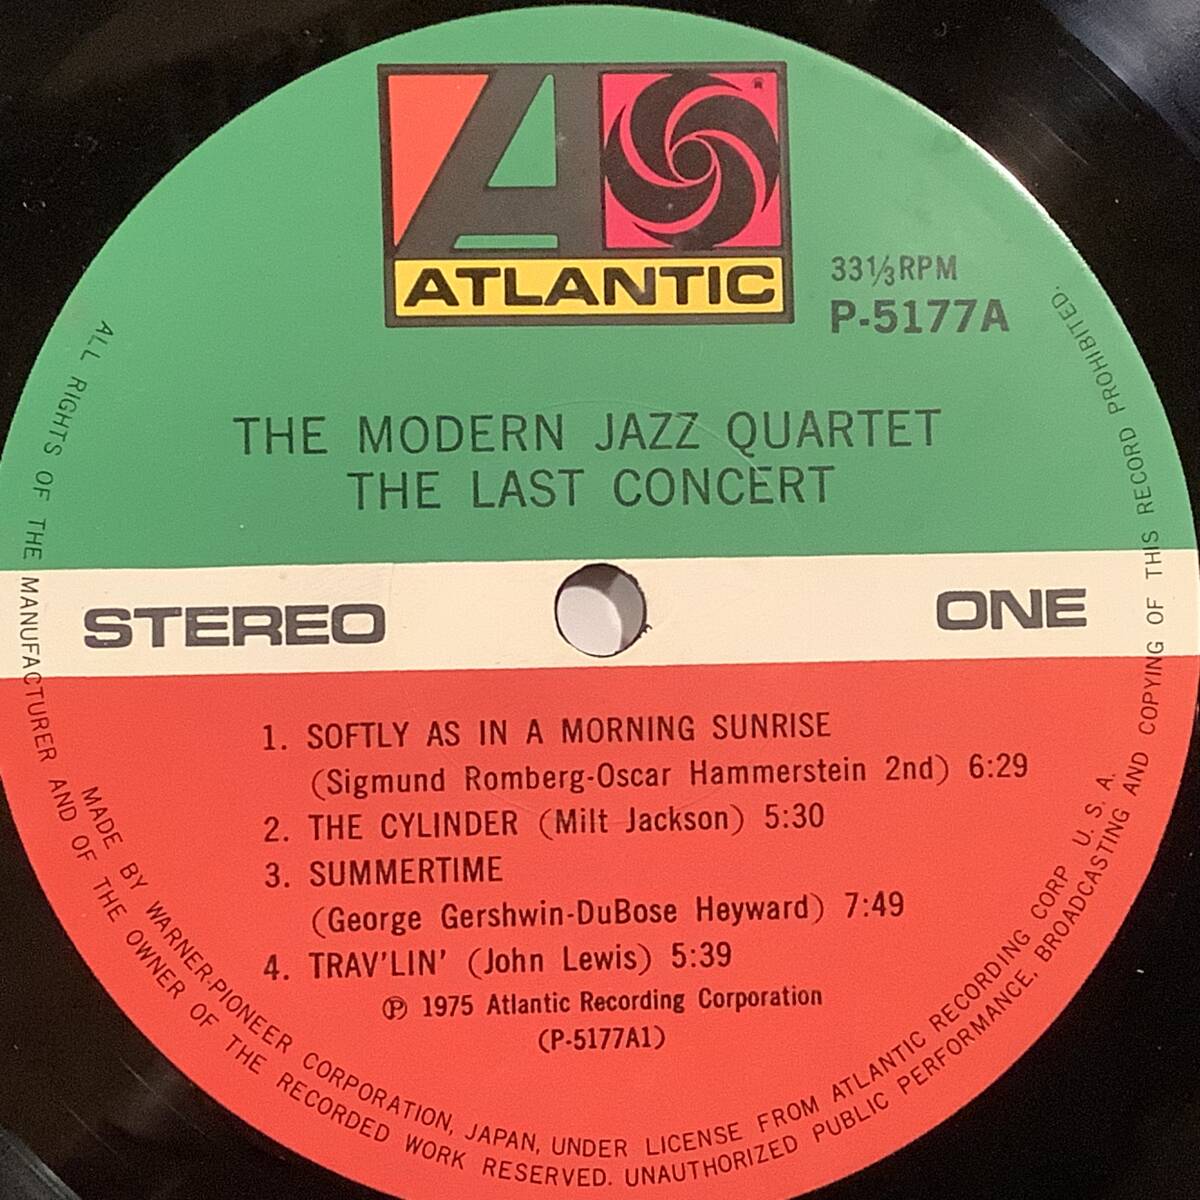 ATLANTIC
®
33⅓RPM
P-5177A
THE MODERN JAZZ QUARTET
THE LAST CONCERT
STEREO
ONE
1. SOFTLY AS IN A MORNING SUNRISE
(Sigmund Romberg-Oscar Hammerstein 2nd) 6:29
2. THE CYLINDER (Milt Jackson) 5:30
3. SUMMERTIME
(George Gershwin-DuBose Heyward) 7:49
4. TRAV'LIN' (John Lewis) 5:39
℗ 1975 Atlantic Recording Corporation
(P-5177A1)
MADE BY WARNER-PIONEER CORPORATION, JAPAN, UNDER LICENSE FROM ATLANTIC RECORDING CORP U. S. A.
ALL RIGHTS OF THE MANUFACTURER AND OF THE OWNER OF THE RECORDED WORK RESERVED. UNAUTHORIZED PUBLIC PERFORMANCE, BROADCASTING AND COPYING OF THIS RECORD PROHIBITED.